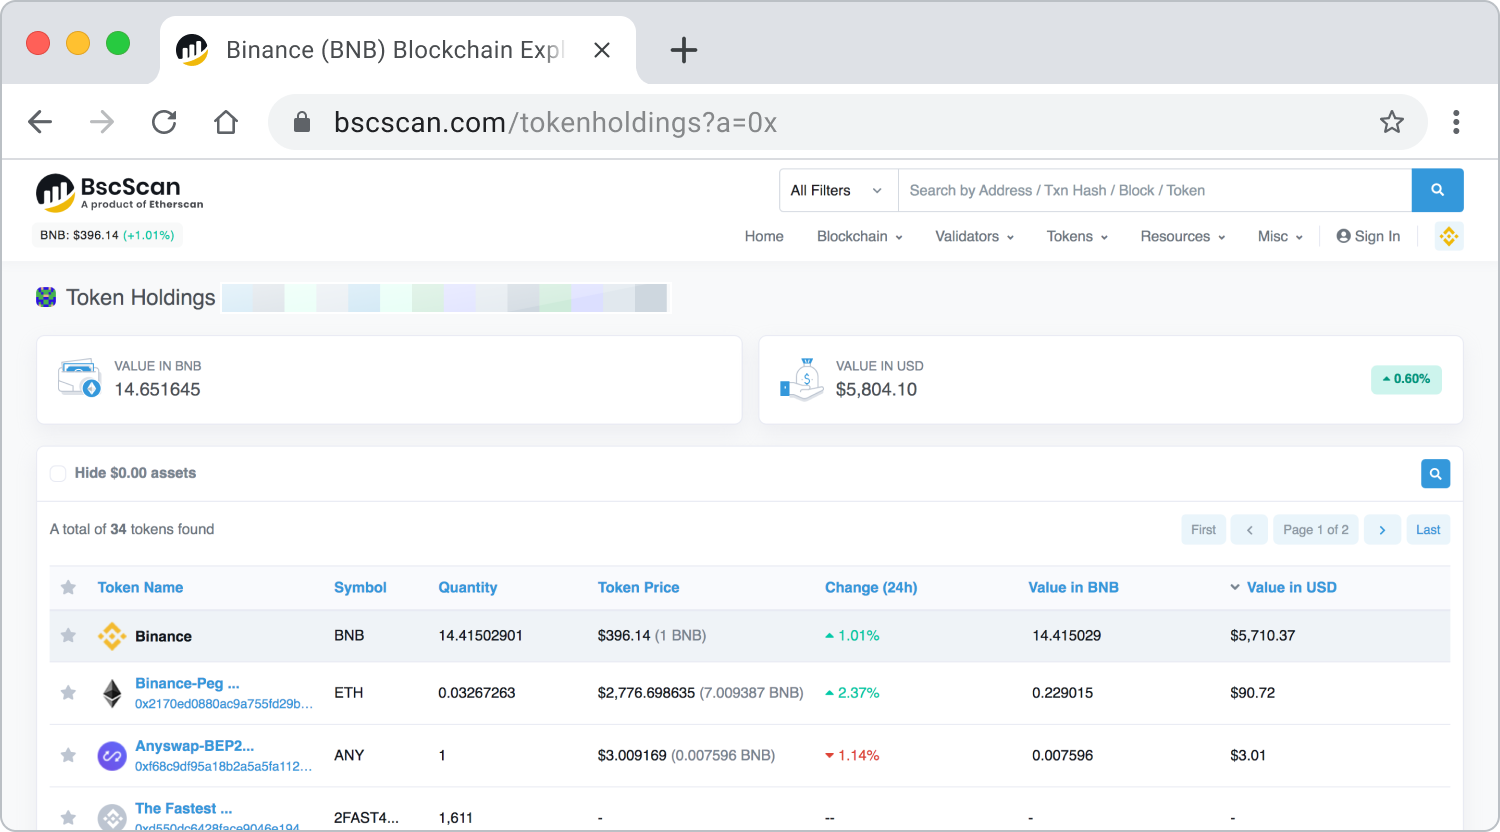 Binance (BNB) Blockchain Expl
bscscan.com/tokenholdings?a=0x
BscScan
A product of Etherscan
All Filters
Search by Address / Txn Hash / Block / Token
BNB: $396.14 (+1.01%)
Home Blockchain Validators Tokens Resources Misc Sign In
Token Holdings
VALUE IN BNB
14.651645
VALUE IN USD
$5,804.10
0.60%
Hide $0.00 assets
A total of 34 tokens found
First Page 1 of 2 Last
Token Name Symbol Quantity Token Price Change (24h) Value in BNB Value in USD
Binance BNB 14.41502901 $396.14 (1 BNB) 1.01% 14.415029 $5,710.37
Binance-Peg ...
0x2170ed0880ac9a755fd29b...
ETH 0.03267263 $2,776.698635 (7.009387 BNB) 2.37% 0.229015 $90.72
Anyswap-BEP2...
0xf68c9df95a18b2a5a5fa112...
ANY 1 $3.009169 (0.007596 BNB) 1.14% 0.007596 $3.01
The Fastest ...
0xd550dc6428face9046e194
2FAST4... 1,611 - -- - -